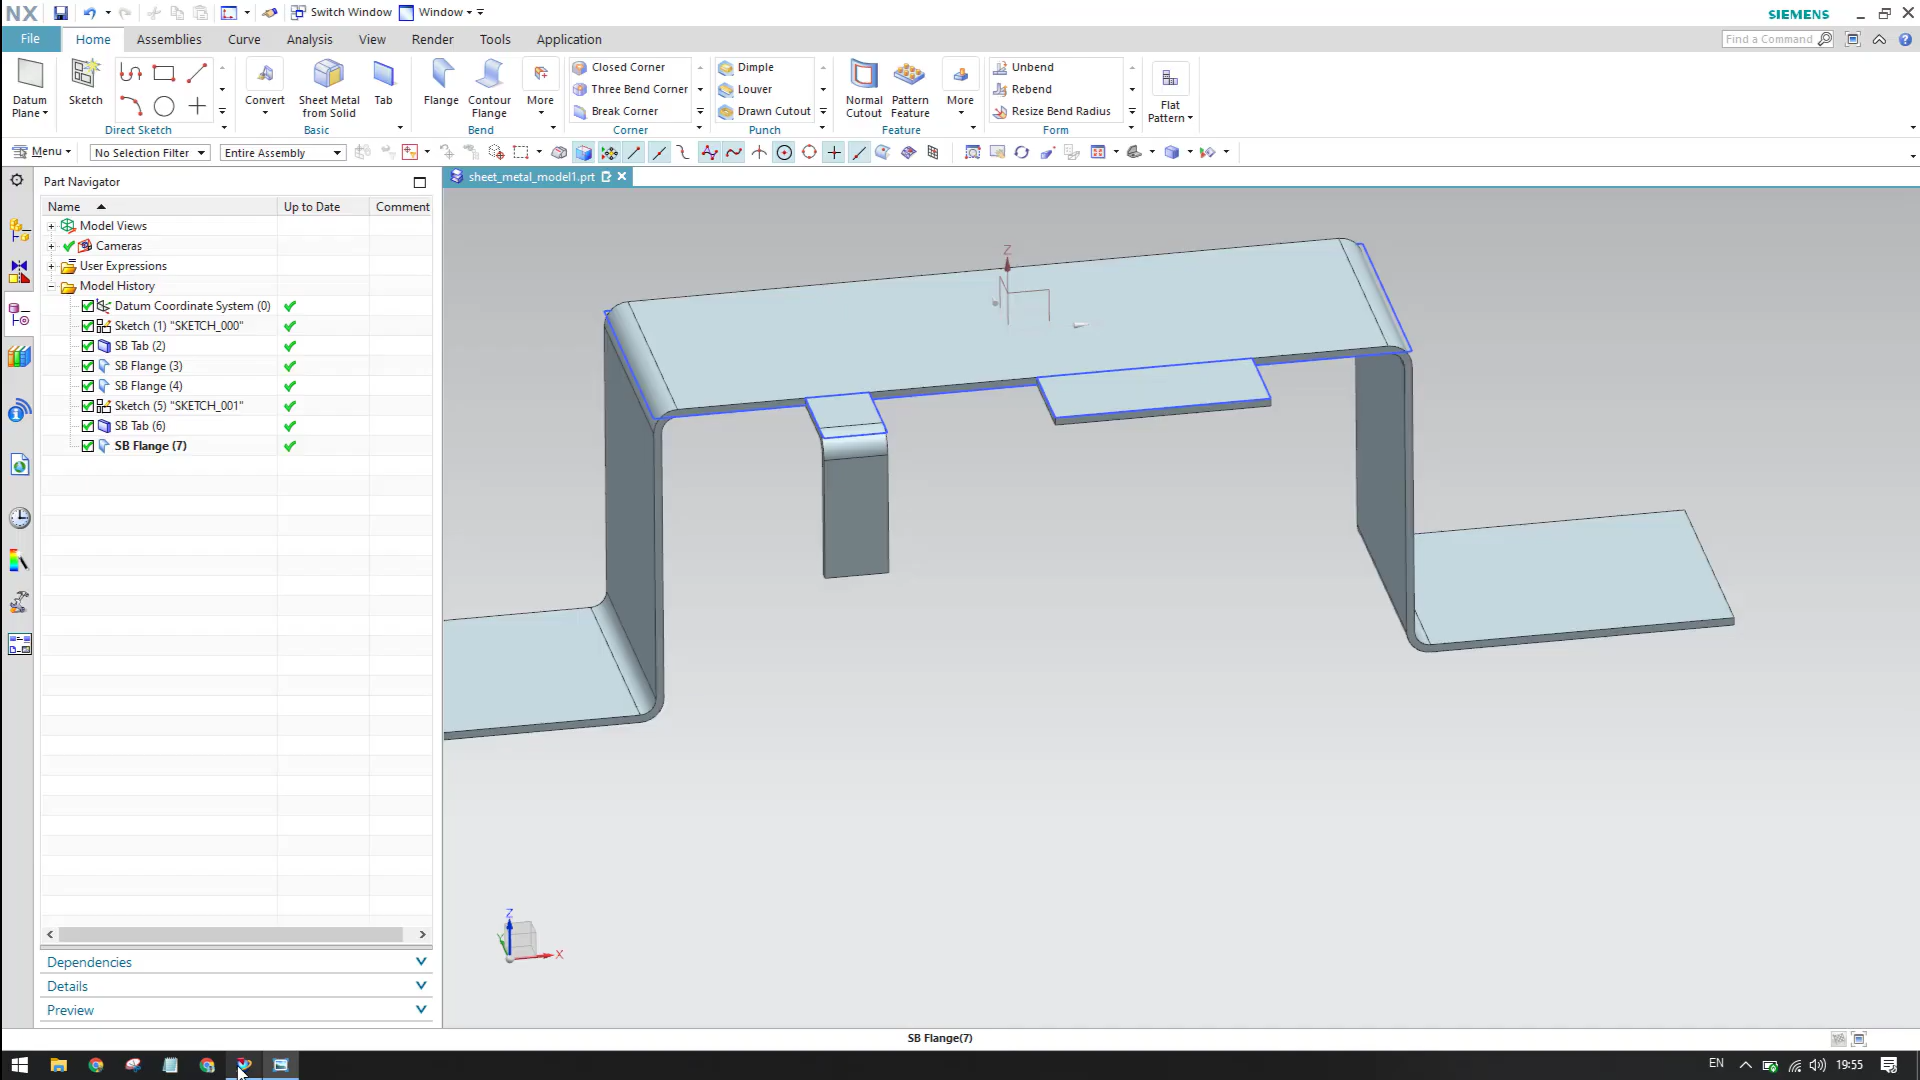 NX Switch Window Window SIEMENS
File Home Assemblies Curve Analysis View Render Tools Application Find a Command
Datum Plane Sketch Convert Sheet Metal from Solid Tab Flange Contour Flange More Closed Corner Three Bend Corner Break Corner Dimple Louver Drawn Cutout Normal Cutout Pattern Feature More Unbend Rebend Resize Bend Radius Flat Pattern
Direct Sketch Basic Bend Corner Punch Feature Form
Menu No Selection Filter Entire Assembly
Part Navigator
sheet_metal_model1.prt
Name Up to Date Comment
Model Views
Cameras
User Expressions
Model History
Datum Coordinate System (0)
Sketch (1) "SKETCH_000"
SB Tab (2)
SB Flange (3)
SB Flange (4)
Sketch (5) "SKETCH_001"
SB Tab (6)
SB Flange (7)
Z
Z
Y
X
Dependencies
Details
Preview
SB Flange(7)
EN 19:55